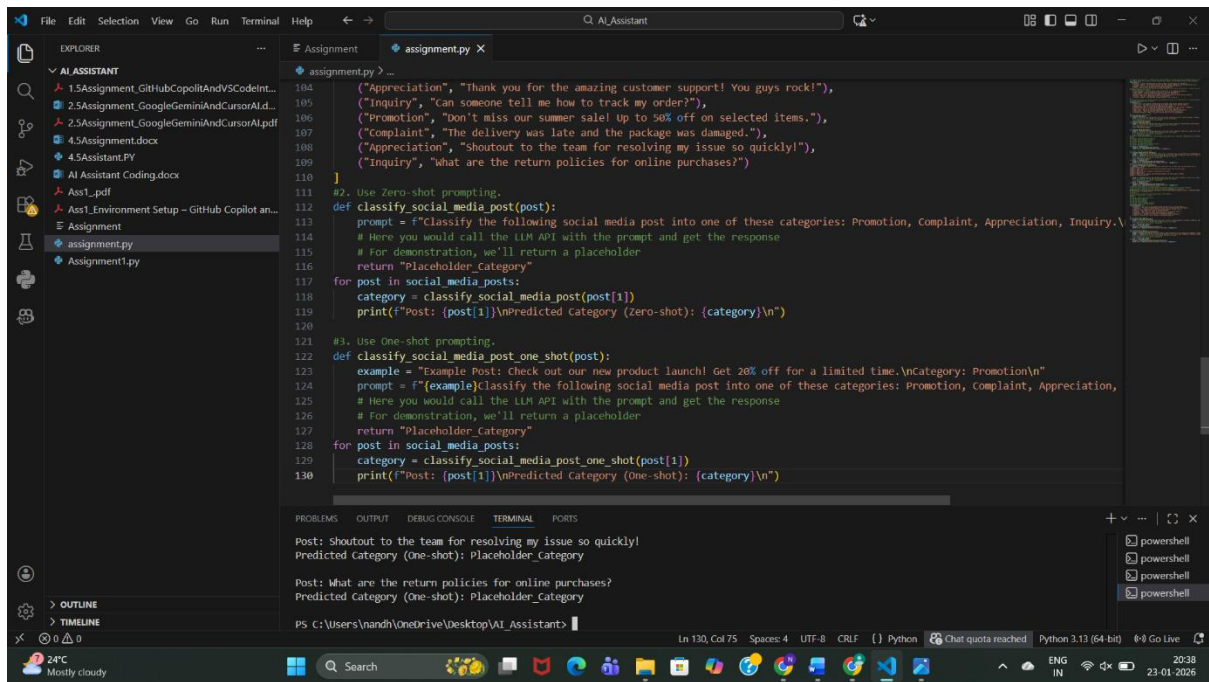 File Edit Selection View Go Run Terminal Help
AI_Assistant
EXPLORER
AI_ASSISTANT
1.5Assignment_GitHubCopolitAndVSCodeInt...
2.5Assignment_GoogleGeminiAndCursorAI.d...
2.5Assignment_GoogleGeminiAndCursorAI.pdf
4.5Assignment.docx
4.5Assistant.PY
AI Assistant Coding.docx
Ass1_.pdf
Ass1_Environment Setup – GitHub Copilot an...
Assignment
assignment.py
Assignment1.py
OUTLINE
TIMELINE
Assignment
assignment.py
assignment.py > ...
104 ("Appreciation", "Thank you for the amazing customer support! You guys rock!"),
105 ("Inquiry", "Can someone tell me how to track my order?"),
106 ("Promotion", "Don't miss our summer sale! Up to 50% off on selected items."),
107 ("Complaint", "The delivery was late and the package was damaged."),
108 ("Appreciation", "Shoutout to the team for resolving my issue so quickly!"),
109 ("Inquiry", "What are the return policies for online purchases?")
110 ]
111 #2. Use Zero-shot prompting.
112 def classify_social_media_post(post):
113 prompt = f"Classify the following social media post into one of these categories: Promotion, Complaint, Appreciation, Inquiry.\
114 # Here you would call the LLM API with the prompt and get the response
115 # For demonstration, we'll return a placeholder
116 return "Placeholder_Category"
117 for post in social_media_posts:
118 category = classify_social_media_post(post[1])
119 print(f"Post: {post[1]}\nPredicted Category (Zero-shot): {category}\n")
120
121 #3. Use One-shot prompting.
122 def classify_social_media_post_one_shot(post):
123 example = "Example Post: Check out our new product launch! Get 20% off for a limited time.\nCategory: Promotion\n"
124 prompt = f"{example}Classify the following social media post into one of these categories: Promotion, Complaint, Appreciation,
125 # Here you would call the LLM API with the prompt and get the response
126 # For demonstration, we'll return a placeholder
127 return "Placeholder_Category"
128 for post in social_media_posts:
129 category = classify_social_media_post_one_shot(post[1])
130 print(f"Post: {post[1]}\nPredicted Category (One-shot): {category}\n")
PROBLEMS OUTPUT DEBUG CONSOLE TERMINAL PORTS
Post: Shoutout to the team for resolving my issue so quickly!
Predicted Category (One-shot): Placeholder_Category
Post: What are the return policies for online purchases?
Predicted Category (One-shot): Placeholder_Category
PS C:\Users\nandh\OneDrive\Desktop\AI_Assistant>
powershell
powershell
powershell
powershell
0 0
Ln 130, Col 75 Spaces: 4 UTF-8 CRLF {} Python Chat quota reached Python 3.13 (64-bit) Go Live
7
24°C
Mostly cloudy
Search
ENG
IN
20:38
23-01-2026